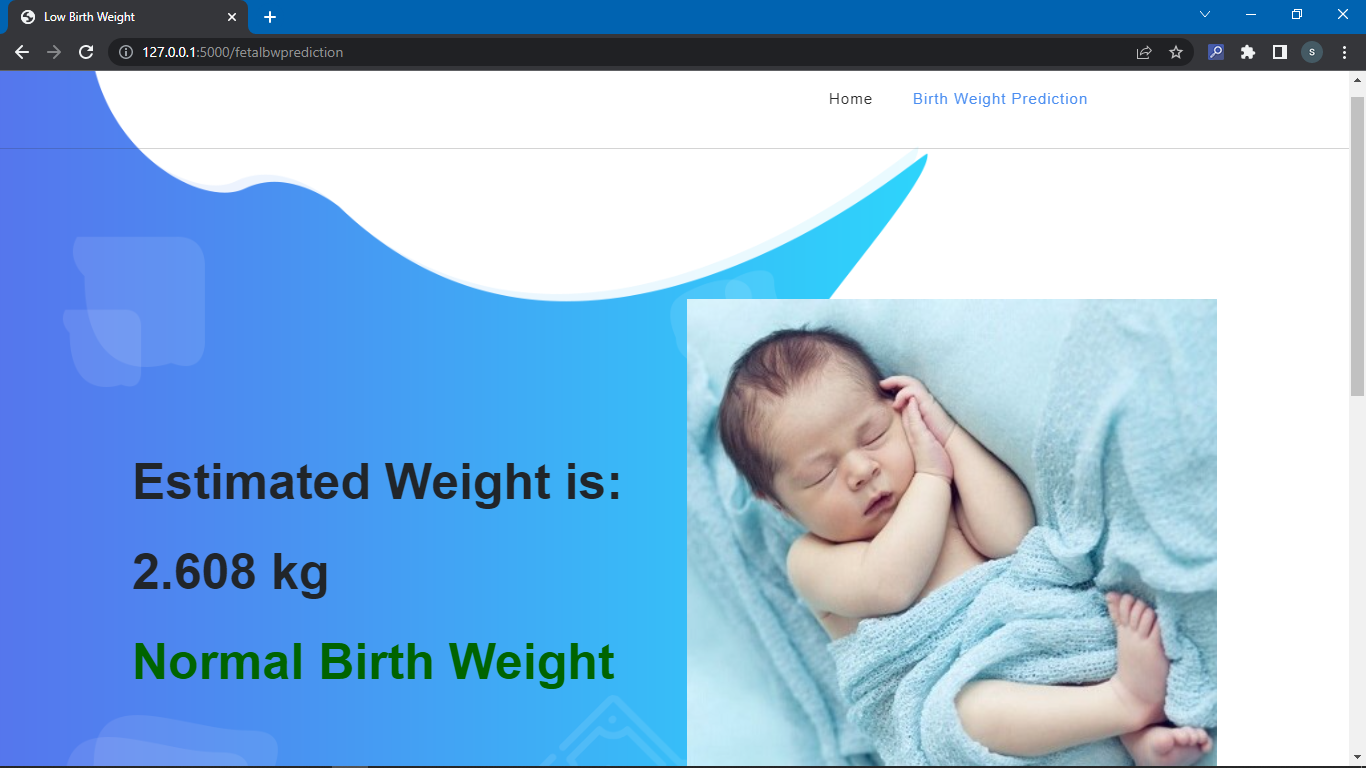 Low Birth Weight
127.0.0.1:5000/fetalbwprediction
s
Home
Birth Weight Prediction
Estimated Weight is:
2.608 kg
Normal Birth Weight